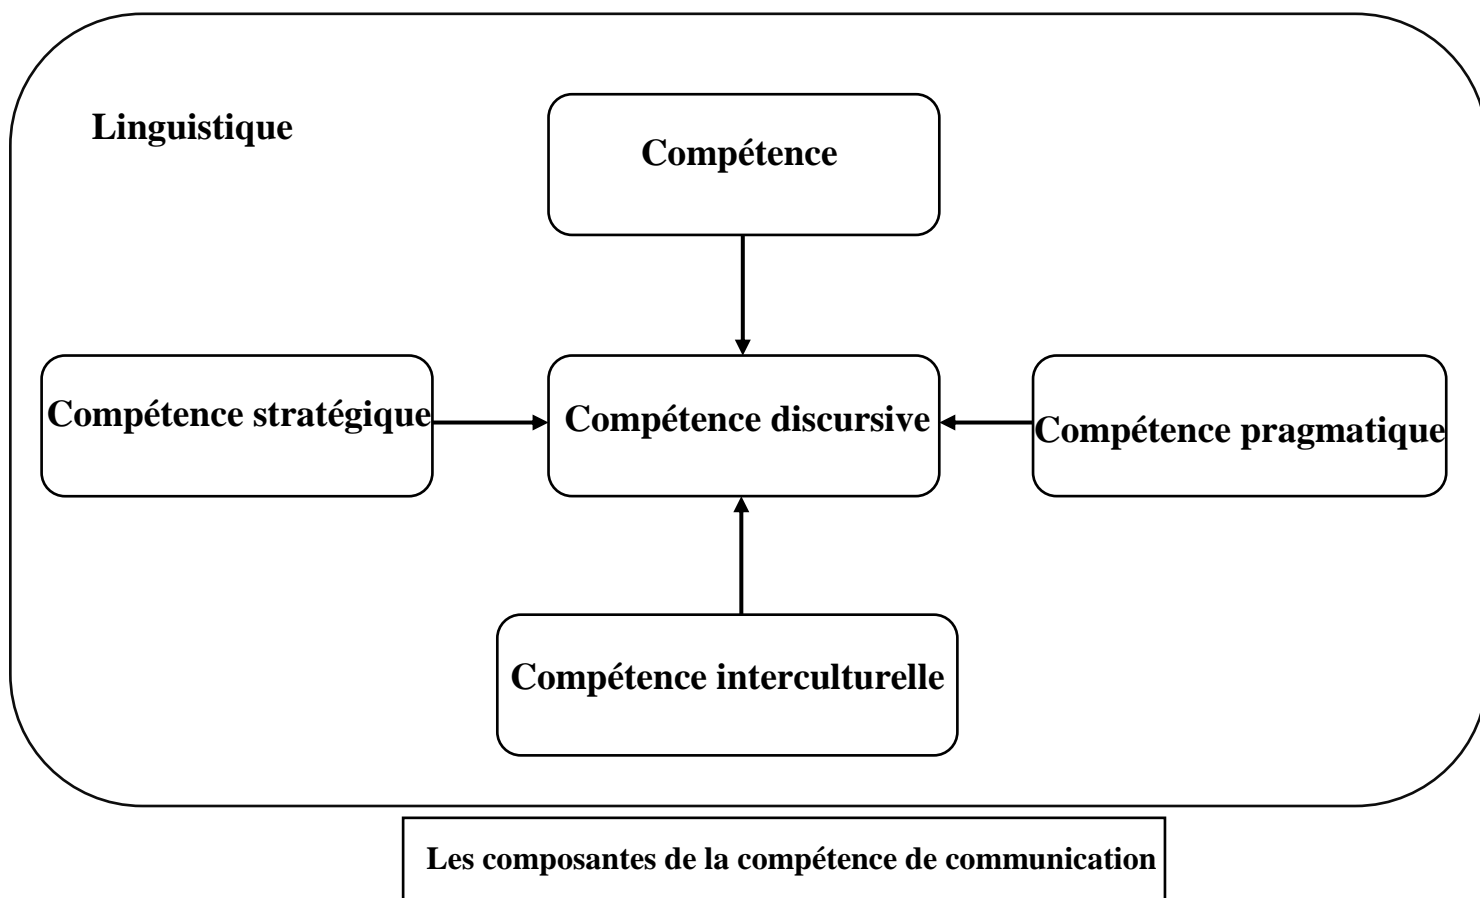 Linguistique
Compétence
Compétence stratégique
Compétence discursive
Compétence pragmatique
Compétence interculturelle
Les composantes de la compétence de communication